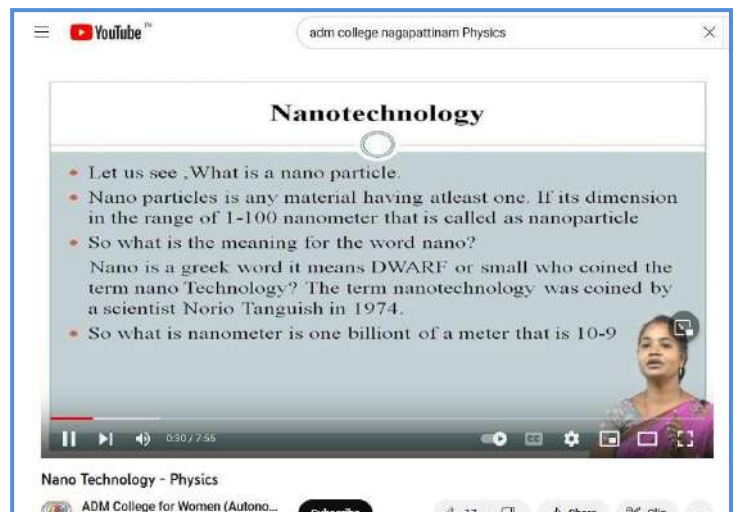 YouTube IN
adm college nagapattinam Physics
Nanotechnology
• Let us see ,What is a nano particle.
• Nano particles is any material having atleast one. If its dimension
in the range of 1-100 nanometer that is called as nanoparticle
• So what is the meaning for the word nano?
Nano is a greek word it means DWARF or small who coined the
term nano Technology? The term nanotechnology was coined by
a scientist Norio Tanguish in 1974.
• So what is nanometer is one billiont of a meter that is 10-9
0:30 / 7:55
Nano Technology - Physics
ADM College for Women (Autono...
Subscribe
17
Share
Clip